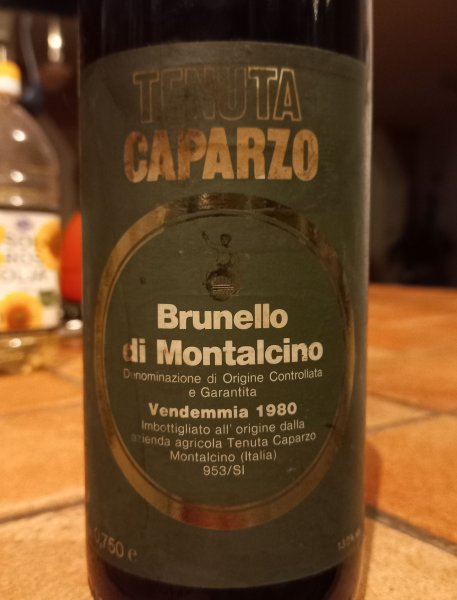 TENUTA
CAPARZO
Brunello
di Montalcino
Denominazione di Origine Controllata
e Garantita
Vendemmia 1980
Imbottigliato all' origine dalla
azienda agricola Tenuta Caparzo
Montalcino (Italia)
953/SI
0,750 e